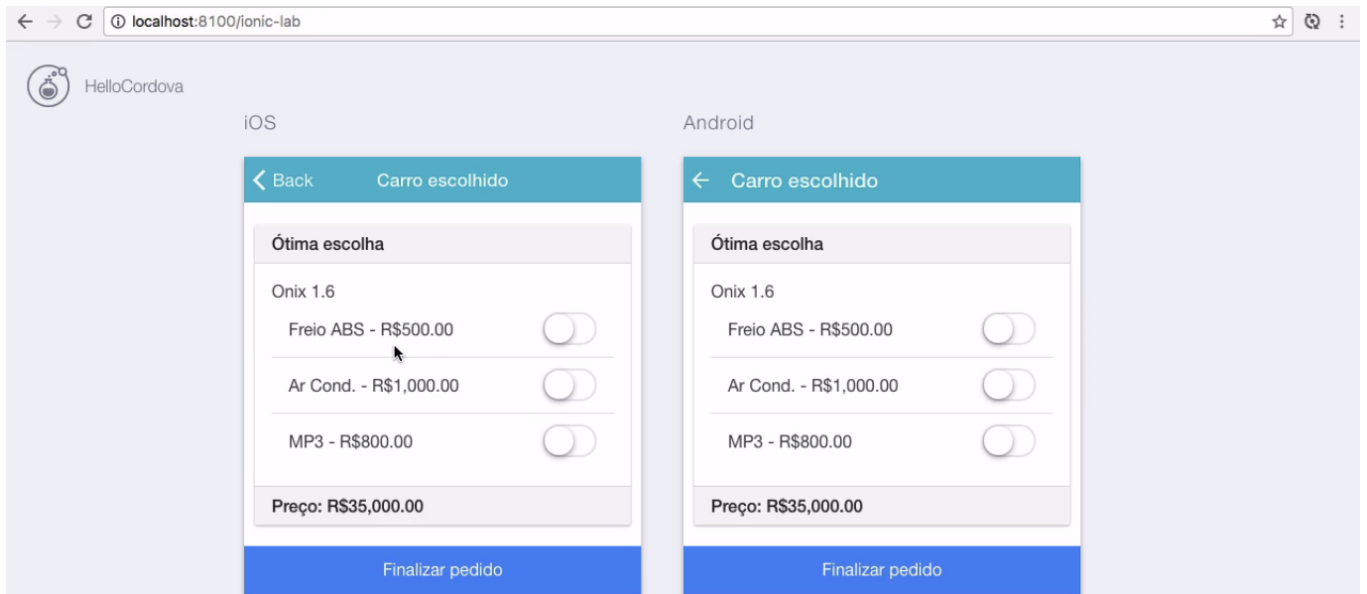 localhost:8100/ionic-lab
HelloCordova
iOS
Back Carro escolhido
Ótima escolha
Onix 1.6
Freio ABS - R$500.00
Ar Cond. - R$1,000.00
MP3 - R$800.00
Preço: R$35,000.00
Finalizar pedido
Android
Carro escolhido
Ótima escolha
Onix 1.6
Freio ABS - R$500.00
Ar Cond. - R$1,000.00
MP3 - R$800.00
Preço: R$35,000.00
Finalizar pedido